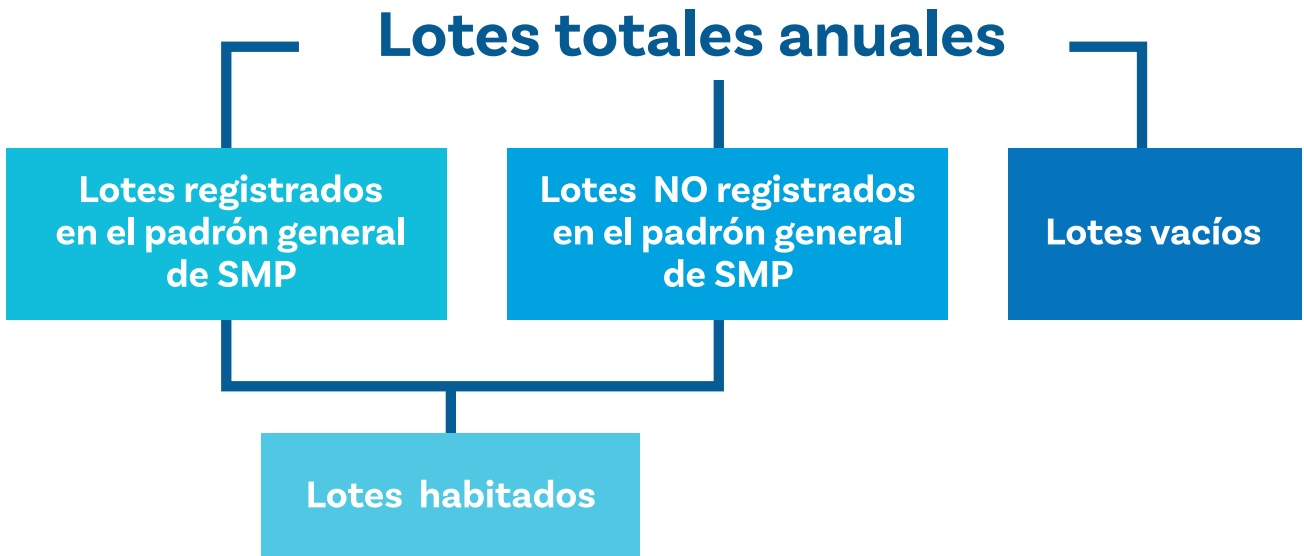 Lotes totales anuales
Lotes registrados
en el padrón general
de SMP
Lotes NO registrados
en el padrón general
de SMP
Lotes vacíos
Lotes habitados